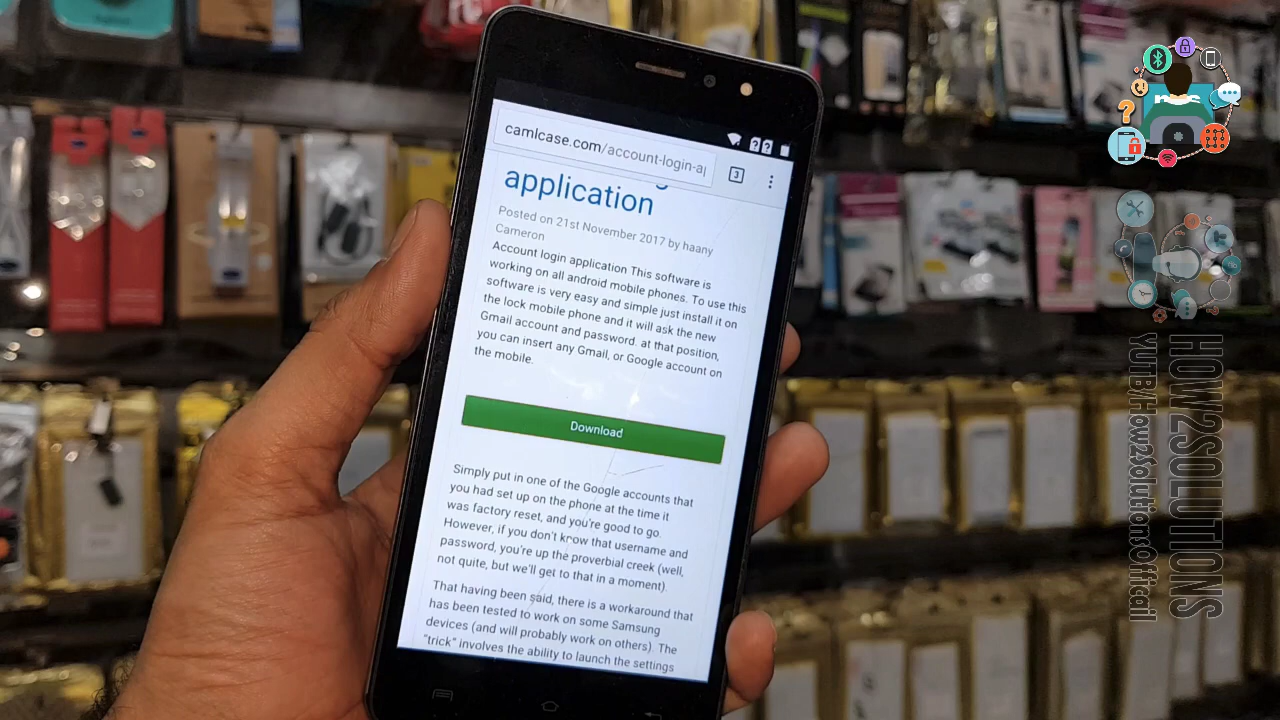 camlcase.com/account-login-a
3
application
Posted on 21st November 2017 by haany
Cameron
Account login application This software is
working on all android mobile phones. To use this
software is very easy and simple just install it on
the lock mobile phone and it will ask the new
Gmail account and password. at that position,
you can insert any Gmail, or Google account on
the mobile.
Download
Simply put in one of the Google accounts that
you had set up on the phone at the time it
was factory reset, and you're good to go.
However, if you don't know that username and
password, you're up the proverbial creek (well,
not quite, but we'll get to that in a moment).
That having been said, there is a workaround that
has been tested to work on some Samsung
devices (and will probably work on others). The
"trick" involves the ability to launch the settings
HOW2SOLUTIONS
YUTB/How2SolutionsOffcail